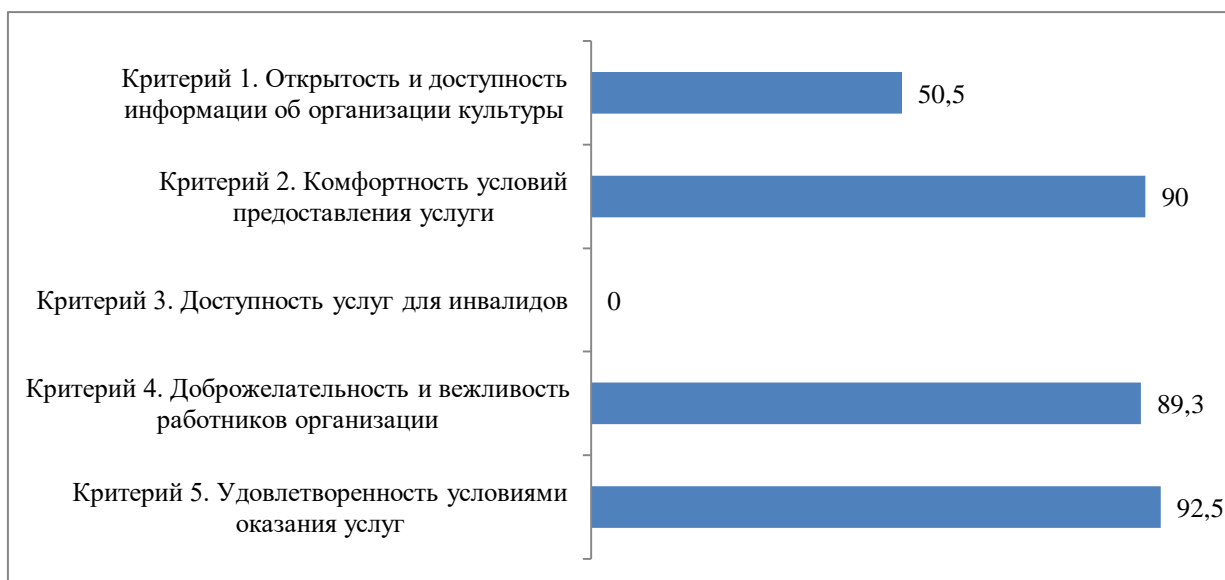 Критерий 1. Открытость и доступность
информации об организации культуры
50,5
Критерий 2. Комфортность условий
предоставления услуги
90
Критерий 3. Доступность услуг для инвалидов
0
Критерий 4. Доброжелательность и вежливость
работников организации
89,3
Критерий 5. Удовлетворенность условиями
оказания услуг
92,5